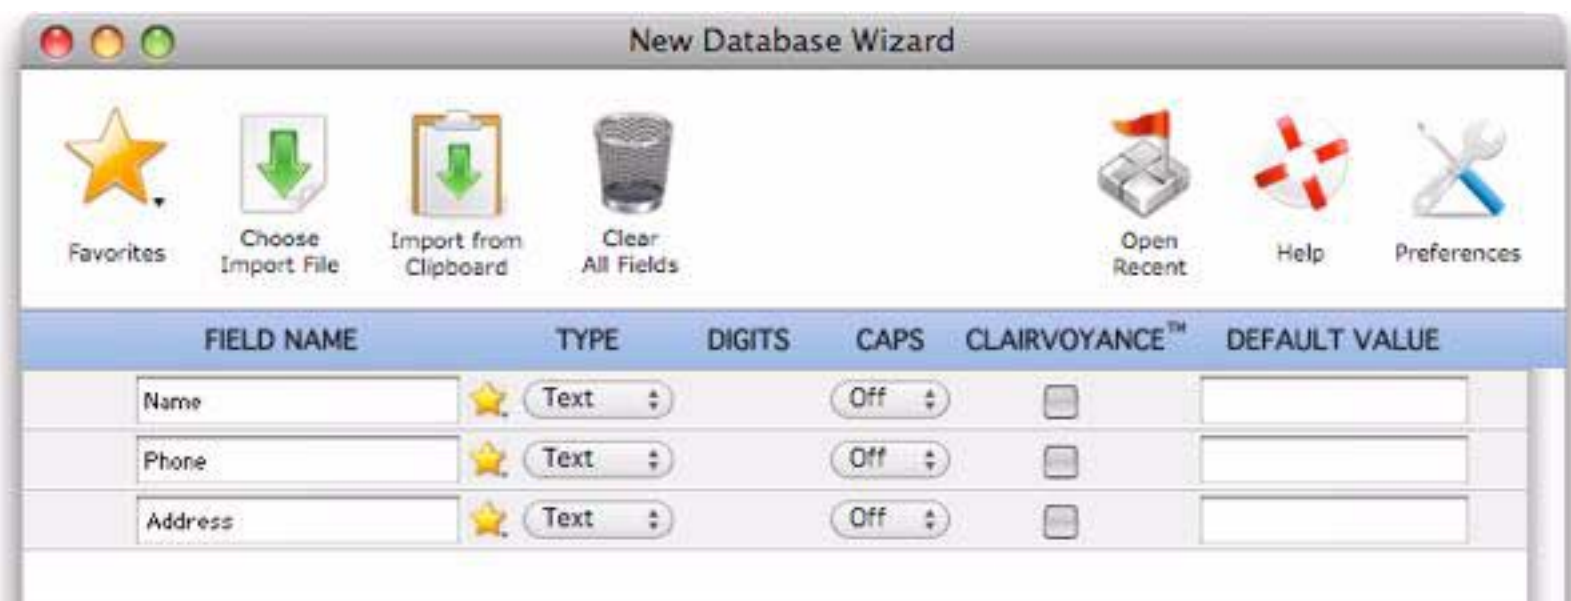 New Database Wizard
Favorites
Choose
Import File
Import from
Clipboard
Clear
All Fields
Open
Recent
Help
Preferences
FIELD NAME TYPE DIGITS CAPS CLAIRVOYANCE™ DEFAULT VALUE
Name Text Off
Phone Text Off
Address Text Off